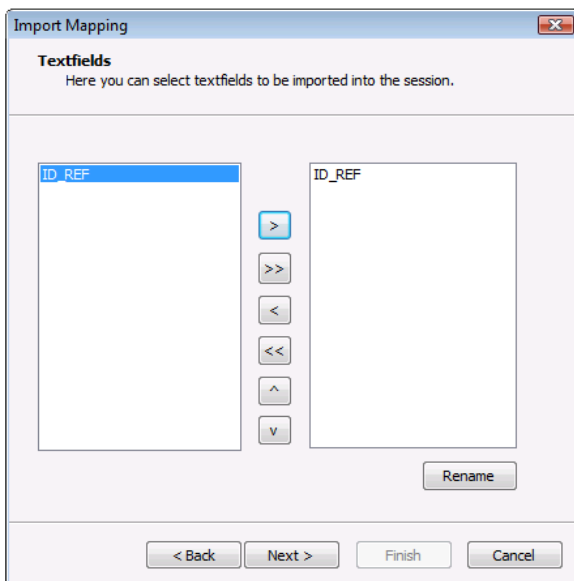 Import Mapping
Textfields
Here you can select textfields to be imported into the session.
ID_REF
ID_REF
>
>>
<
<<
^
v
Rename
< Back
Next >
Finish
Cancel